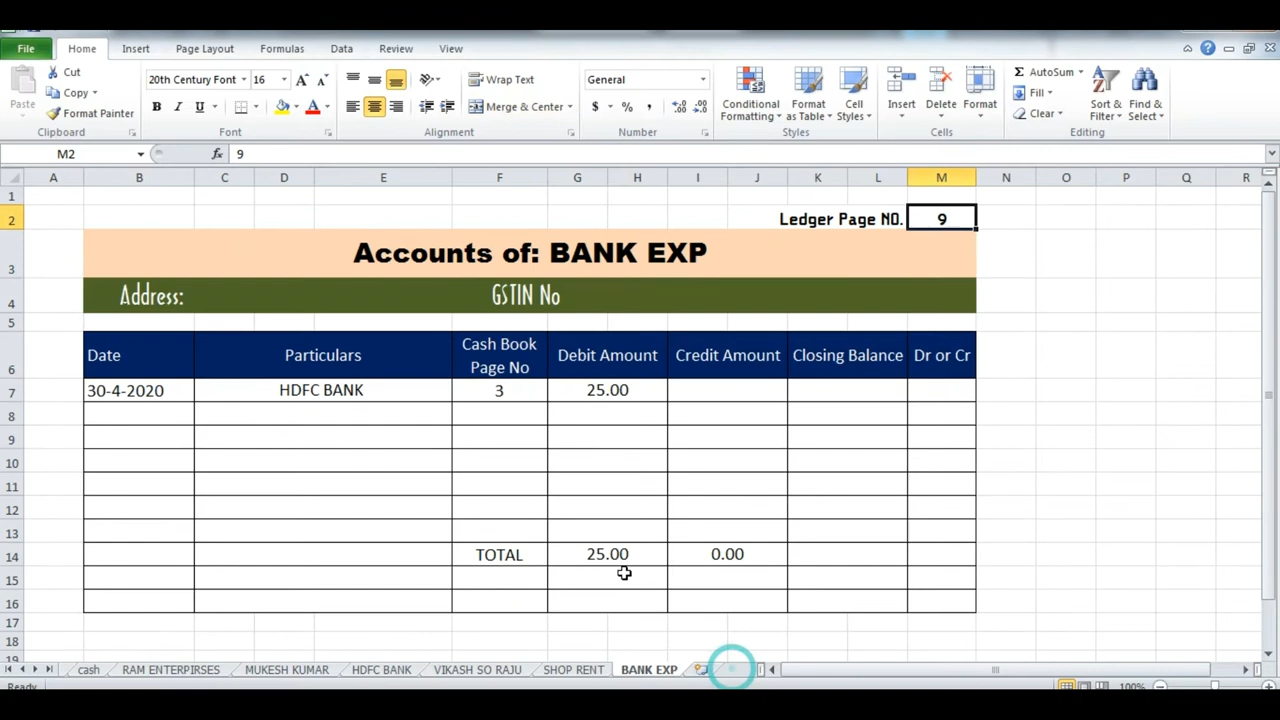 File Home Insert Page Layout Formulas Data Review View
Cut
Copy
Format Painter
Paste
Clipboard
20th Century Font 16
B I U
Font
Wrap Text
Merge & Center
Alignment
General
$ % ,
Number
Conditional Formatting
Format as Table
Cell Styles
Styles
Insert Delete Format
Cells
AutoSum
Fill
Clear
Sort & Filter
Find & Select
Editing
M2 fx 9
A B C D E F G H I J K L M N O P Q R
1
2 Ledger Page NO. 9
3 Accounts of: BANK EXP
4 Address: GSTIN No
5
6 Date Particulars Cash Book Page No Debit Amount Credit Amount Closing Balance Dr or Cr
7 30-4-2020 HDFC BANK 3 25.00
8
9
10
11
12
13
14 TOTAL 25.00 0.00
15
16
17
18
19
cash RAM ENTERPIRSES MUKESH KUMAR HDFC BANK VIKASH SO RAJU SHOP RENT BANK EXP
Ready 100%